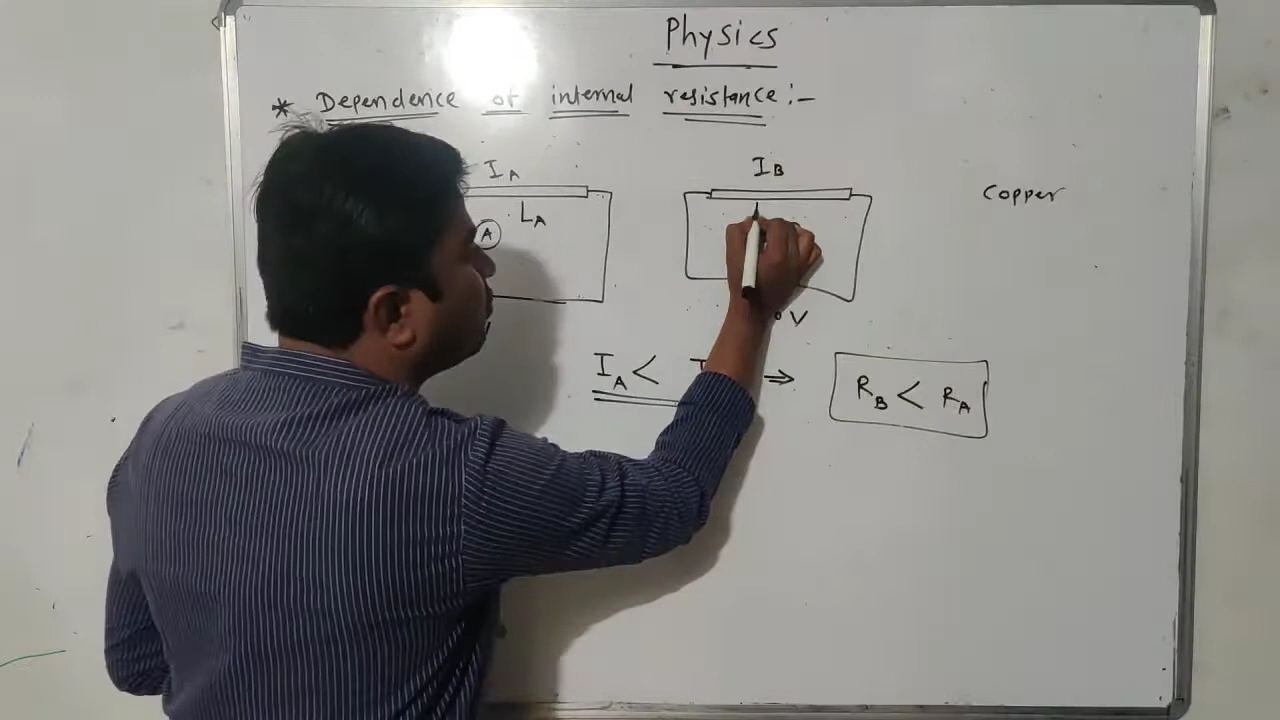 Physics
* Dependence of internal resistance :-
I_A
I_B
Copper
L_A
A
V
I_A < ⇒ R_B < R_A